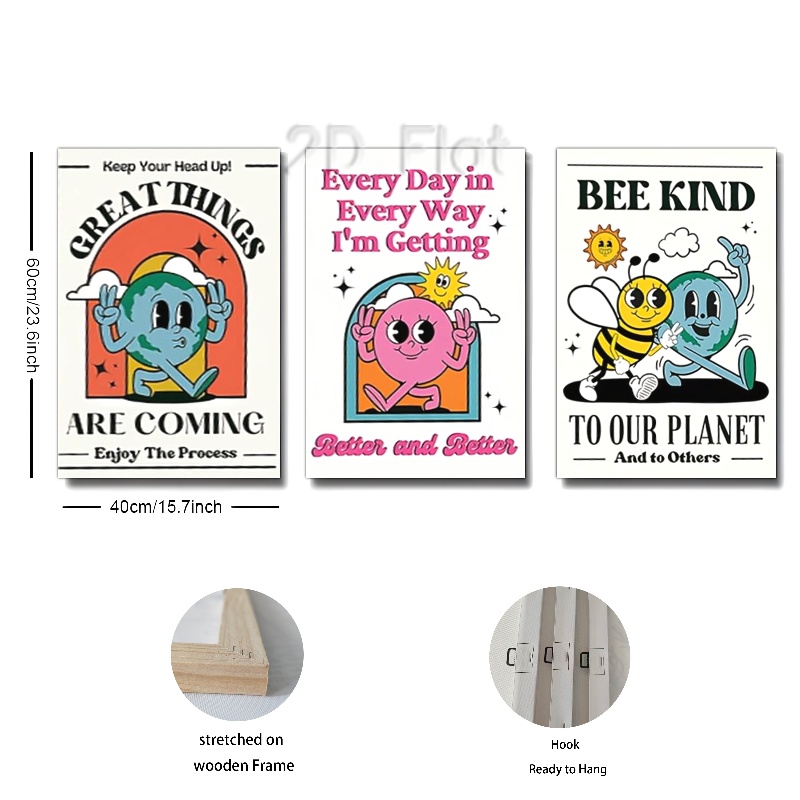 2D Flat
Keep Your Head Up!
GREAT THINGS
ARE COMING
Enjoy The Process
Every Day in
Every Way
I'm Getting
Better and Better
BEE KIND
TO OUR PLANET
And to Others
60cm/23.6inch
40cm/15.7inch
stretched on
wooden Frame
Hook
Ready to Hang